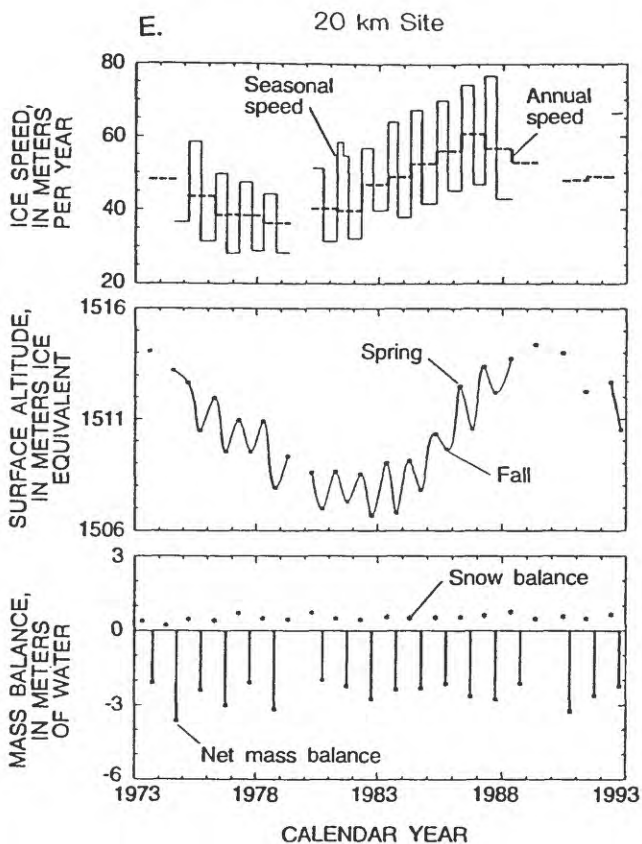 E.
20 km Site
ICE SPEED,
IN METERS
PER YEAR
80
60
40
20
Seasonal
speed
Annual
speed
SURFACE ALTITUDE,
IN METERS ICE
EQUIVALENT
1516
1511
1506
Spring
Fall
MASS BALANCE,
IN METERS
OF WATER
3
0
-3
-6
Snow balance
Net mass balance
1973
1978
1983
1988
1993
CALENDAR YEAR